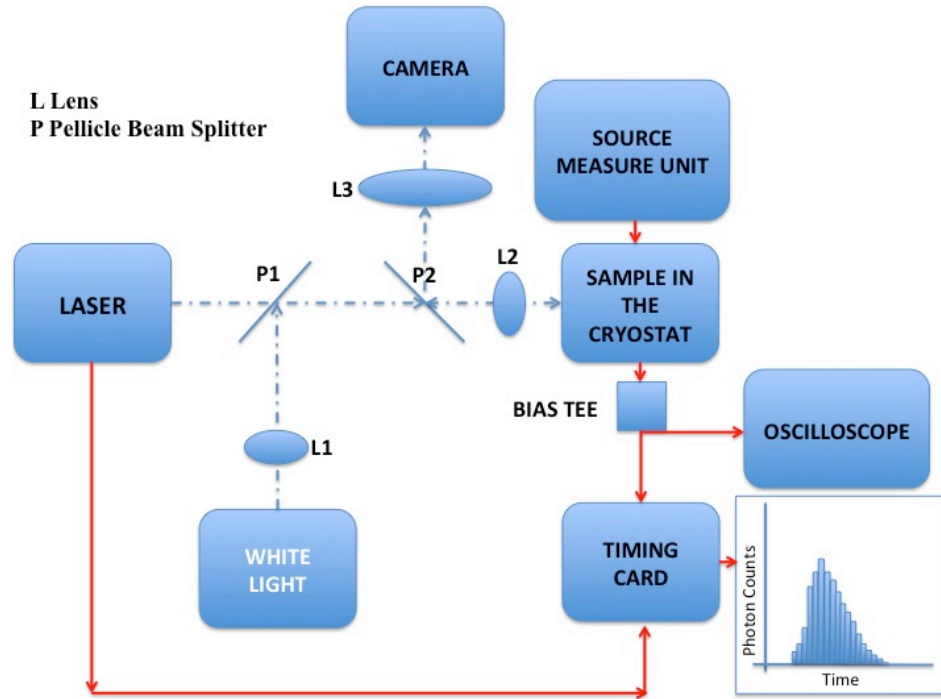 CAMERA
L Lens
P Pellicle Beam Splitter
SOURCE
MEASURE UNIT
L3
P1
P2
L2
LASER
SAMPLE IN
THE
CRYOSTAT
BIAS TEE
OSCILLOSCOPE
L1
WHITE
LIGHT
TIMING
CARD
Photon Counts
Time